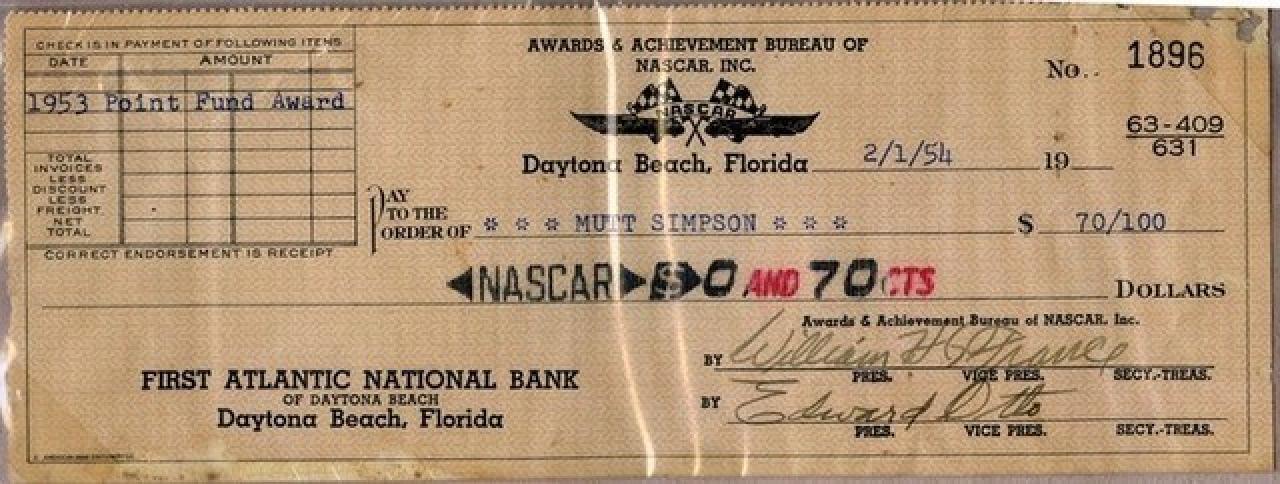 CHECK IS IN PAYMENT OF FOLLOWING ITEMS
DATE AMOUNT
1953 Point Fund Award
TOTAL
INVOICES
LESS
DISCOUNT
LESS
FREIGHT
NET
TOTAL
CORRECT ENDORSEMENT IS RECEIPT
AWARDS & ACHIEVEMENT BUREAU OF
NASCAR, INC.
NASCAR
No.. 1896
63-409
631
Daytona Beach, Florida 2/1/54 19
PAY
TO THE
ORDER OF * * * MUTT SIMPSON * * * $ 70/100
NASCAR $0 AND 70 CTS DOLLARS
Awards & Achievement Bureau of NASCAR, Inc.
BY William H G France
PRES. VICE PRES. SECY.-TREAS.
BY Edward Otto
PRES. VICE PRES. SECY.-TREAS.
FIRST ATLANTIC NATIONAL BANK
OF DAYTONA BEACH
Daytona Beach, Florida